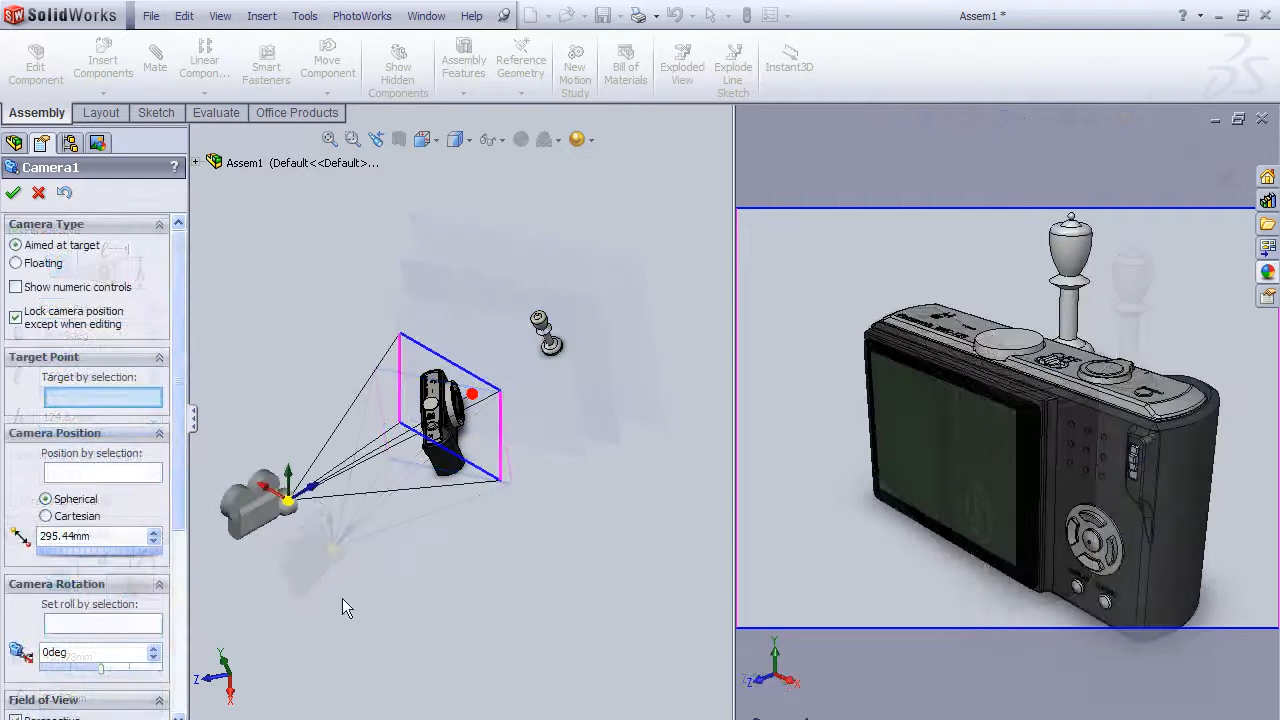 SolidWorks File Edit View Insert Tools PhotoWorks Window Help Assem1 * ?
Edit Component
Insert Components
Mate
Linear Compon...
Smart Fasteners
Move Component
Show Hidden Components
Assembly Features
Reference Geometry
New Motion Study
Bill of Materials
Exploded View
Explode Line Sketch
Instant3D
Assembly Layout Sketch Evaluate Office Products
Camera1 ?
Assem1 (Default<<Default>...
Camera Type
Aimed at target
Floating
Show numeric controls
Lock camera position
except when editing
Target Point
Target by selection:
Camera Position
Position by selection:
Spherical
Cartesian
295.44mm
Camera Rotation
Set roll by selection:
0deg
Field of View
Perspective
Y
Z
X
Y
Z
X